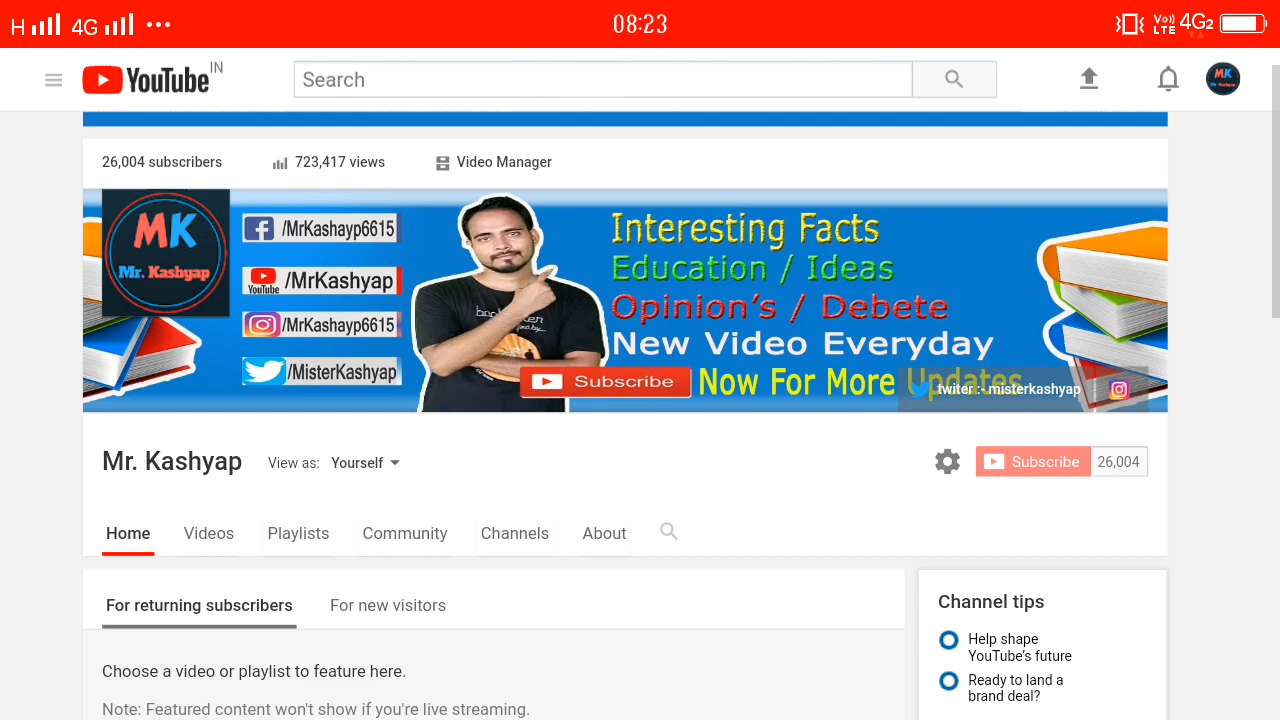 H 4G 08:23 Vo)) LTE 4G2
YouTube IN Search MK
26,004 subscribers 723,417 views Video Manager
MK
Mr. Kashyap
/MrKashayp6615
YouTube /MrKashyap
/MrKashayp6615
/MisterKashyap
Interesting Facts
Education / Ideas
Opinion's / Debete
New Video Everyday
Subscribe Now For More Updates
twiter :- misterkashyap
Mr. Kashyap View as: Yourself Subscribe 26,004
Home Videos Playlists Community Channels About
For returning subscribers For new visitors
Choose a video or playlist to feature here.
Note: Featured content won't show if you're live streaming.
Channel tips
Help shape
YouTube's future
Ready to land a
brand deal?